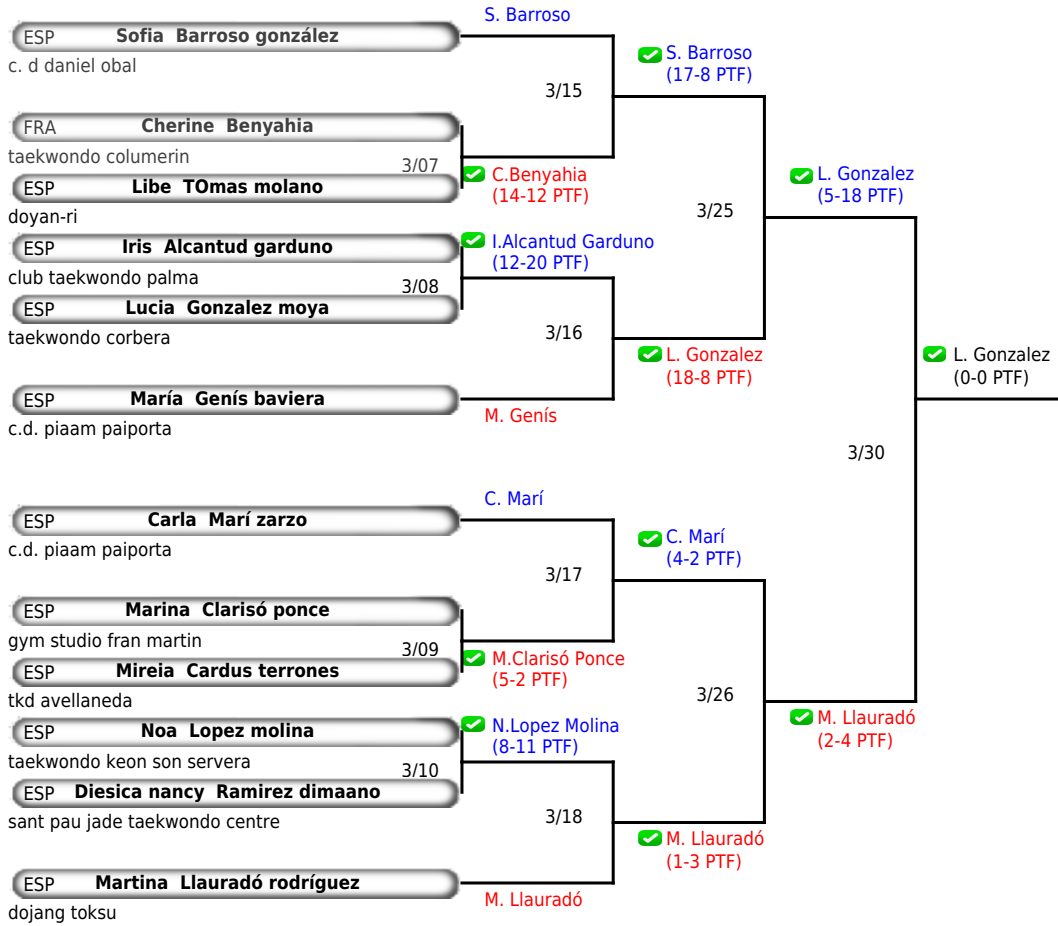 S. Barroso
ESP Sofia Barroso gonzález
c. d daniel obal
S. Barroso
(17-8 PTF)
3/15
FRA Cherine Benyahia
taekwondo columerin
3/07
C.Benyahia
(14-12 PTF)
ESP Libe TOmas molano
doyan-ri
L. Gonzalez
(5-18 PTF)
3/25
ESP Iris Alcantud garduno
club taekwondo palma
I.Alcantud Garduno
(12-20 PTF)
3/08
ESP Lucia Gonzalez moya
taekwondo corbera
3/16
L. Gonzalez
(18-8 PTF)
L. Gonzalez
(0-0 PTF)
ESP María Genís baviera
c.d. piaam paiporta
M. Genís
3/30
C. Marí
ESP Carla Marí zarzo
c.d. piaam paiporta
C. Marí
(4-2 PTF)
3/17
ESP Marina Clarisó ponce
gym studio fran martin
3/09
M.Clarisó Ponce
(5-2 PTF)
ESP Mireia Cardus terrones
tkd avellaneda
3/26
ESP Noa Lopez molina
taekwondo keon son servera
N.Lopez Molina
(8-11 PTF)
M. Llauradó
(2-4 PTF)
3/10
ESP Diesica nancy Ramirez dimaano
sant pau jade taekwondo centre
3/18
M. Llauradó
(1-3 PTF)
ESP Martina Llauradó rodríguez
dojang toksu
M. Llauradó